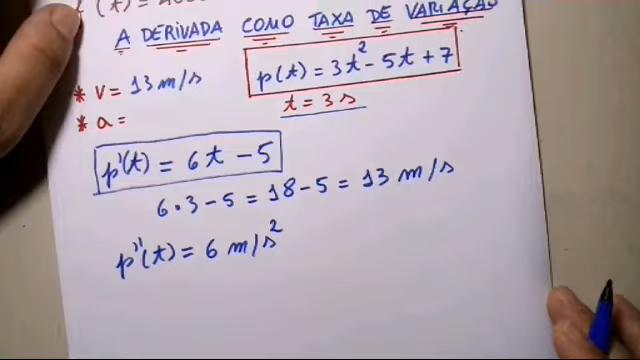 (t) =
A DERIVADA COMO TAXA DE VARIAÇÃO
* v = 13 m/s
p(t) = 3t² - 5t + 7
t = 3 s
* a =
p'(t) = 6t - 5
6 • 3 - 5 = 18 - 5 = 13 m/s
p''(t) = 6 m/s²